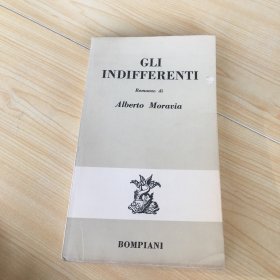 GLI
INDIFFERENTI
Romanzo di
Alberto Moravia
BOMPIANI